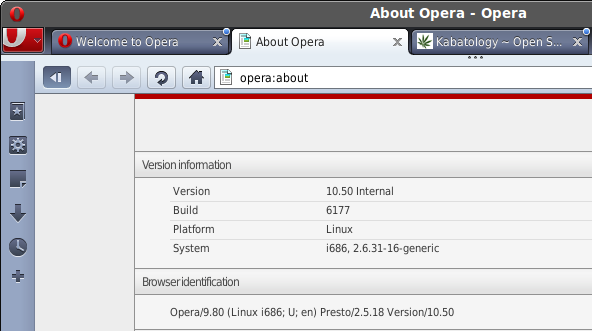 About Opera - Opera
Welcome to Opera
About Opera
Kabatology ~ Open S...
opera:about
Version information
Version 10.50 Internal
Build 6177
Platform Linux
System i686, 2.6.31-16-generic
Browser identification
Opera/9.80 (Linux i686; U; en) Presto/2.5.18 Version/10.50